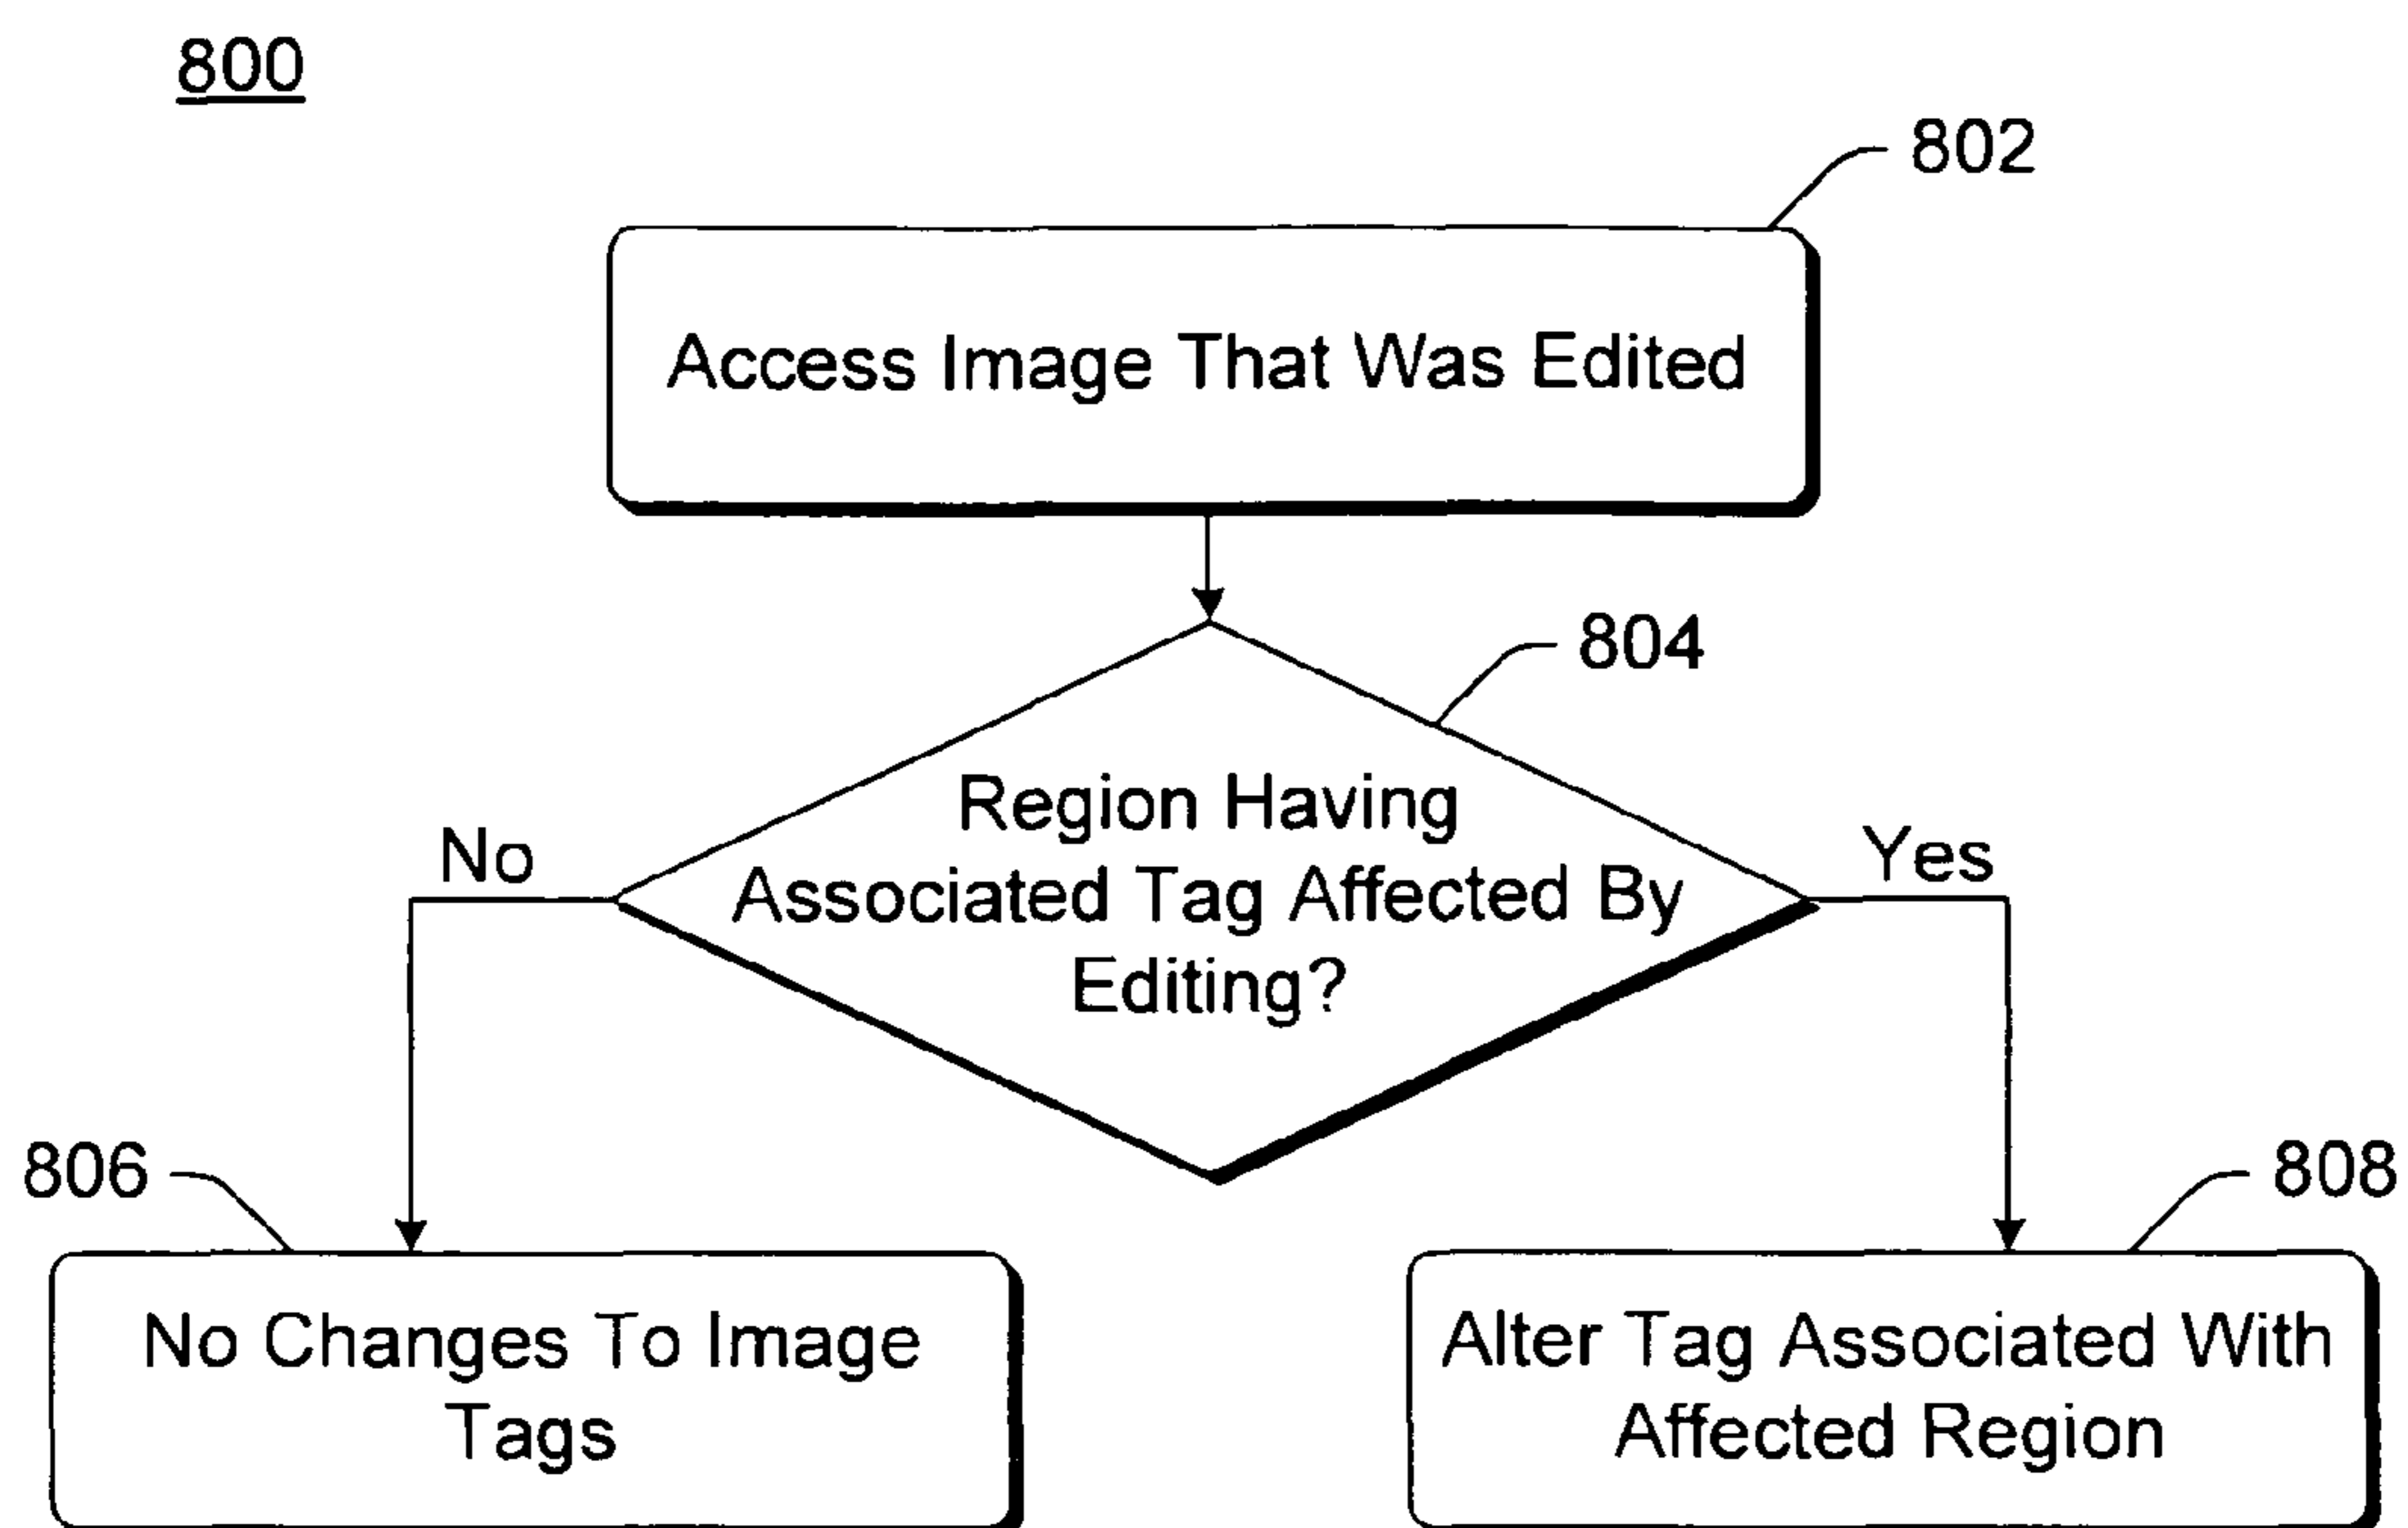 800
802
Access Image That Was Edited
804
Region Having
Associated Tag Affected By
Editing?
No
Yes
806
808
No Changes To Image
Tags
Alter Tag Associated With
Affected Region